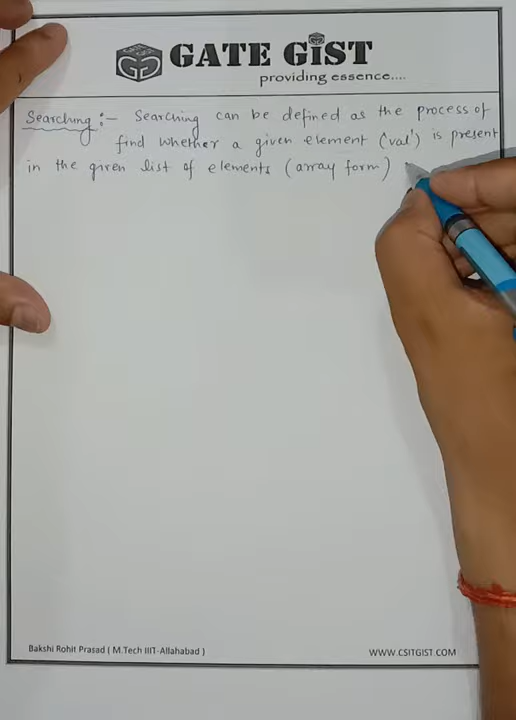 GATE GiST
providing essence....
Searching :- Searching can be defined as the process of
find whether a given element ('val') is present
in the given list of elements (array form)
Bakshi Rohit Prasad ( M.Tech IIIT-Allahabad )
WWW.CSITGIST.COM